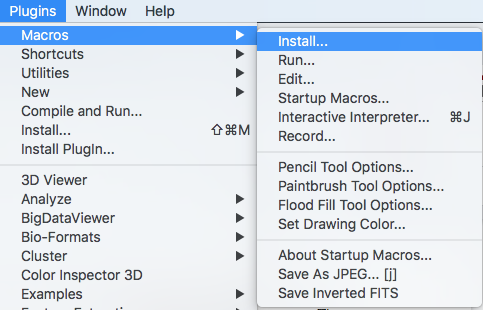 Plugins Window Help
Macros
Shortcuts
Utilities
New
Compile and Run...
Install... ⇧⌘M
Install PlugIn...
3D Viewer
Analyze
BigDataViewer
Bio-Formats
Cluster
Color Inspector 3D
Examples
Install...
Run...
Edit...
Startup Macros...
Interactive Interpreter... ⌘J
Record...
Pencil Tool Options...
Paintbrush Tool Options...
Flood Fill Tool Options...
Set Drawing Color...
About Startup Macros...
Save As JPEG... [j]
Save Inverted FITS